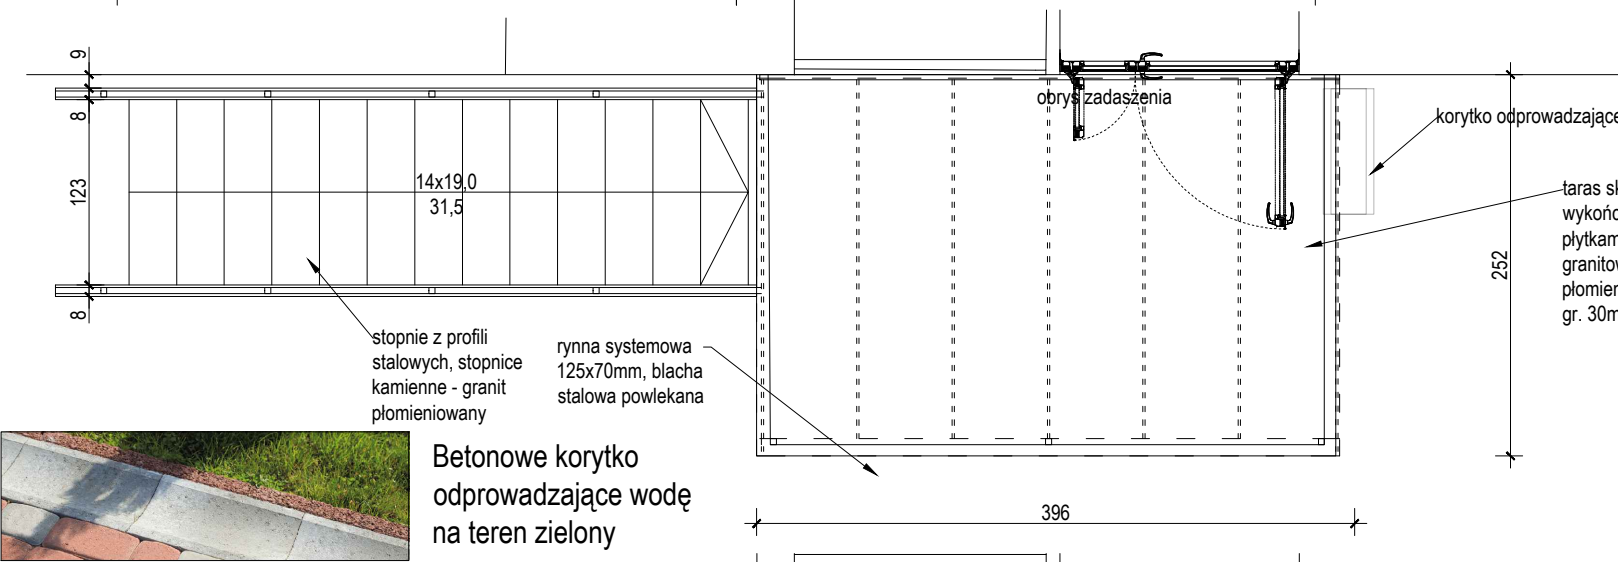 9
8
123
8
14x19,0
31,5
obrys zadaszenia
korytko odprowadzające
taras
wykoń
płytkam
granitow
płomien
gr. 30m
252
stopnie z profili
stalowych, stopnice
kamienne - granit
płomieniowany
rynna systemowa
125x70mm, blacha
stalowa powlekana
Betonowe korytko
odprowadzające wodę
na teren zielony
396